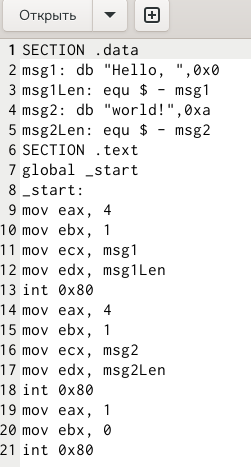 Открыть
1 SECTION .data
2 msg1: db "Hello, ",0x0
3 msg1Len: equ $ - msg1
4 msg2: db "world!",0xa
5 msg2Len: equ $ - msg2
6 SECTION .text
7 global _start
8 _start:
9 mov eax, 4
10 mov ebx, 1
11 mov ecx, msg1
12 mov edx, msg1Len
13 int 0x80
14 mov eax, 4
15 mov ebx, 1
16 mov ecx, msg2
17 mov edx, msg2Len
18 int 0x80
19 mov eax, 1
20 mov ebx, 0
21 int 0x80